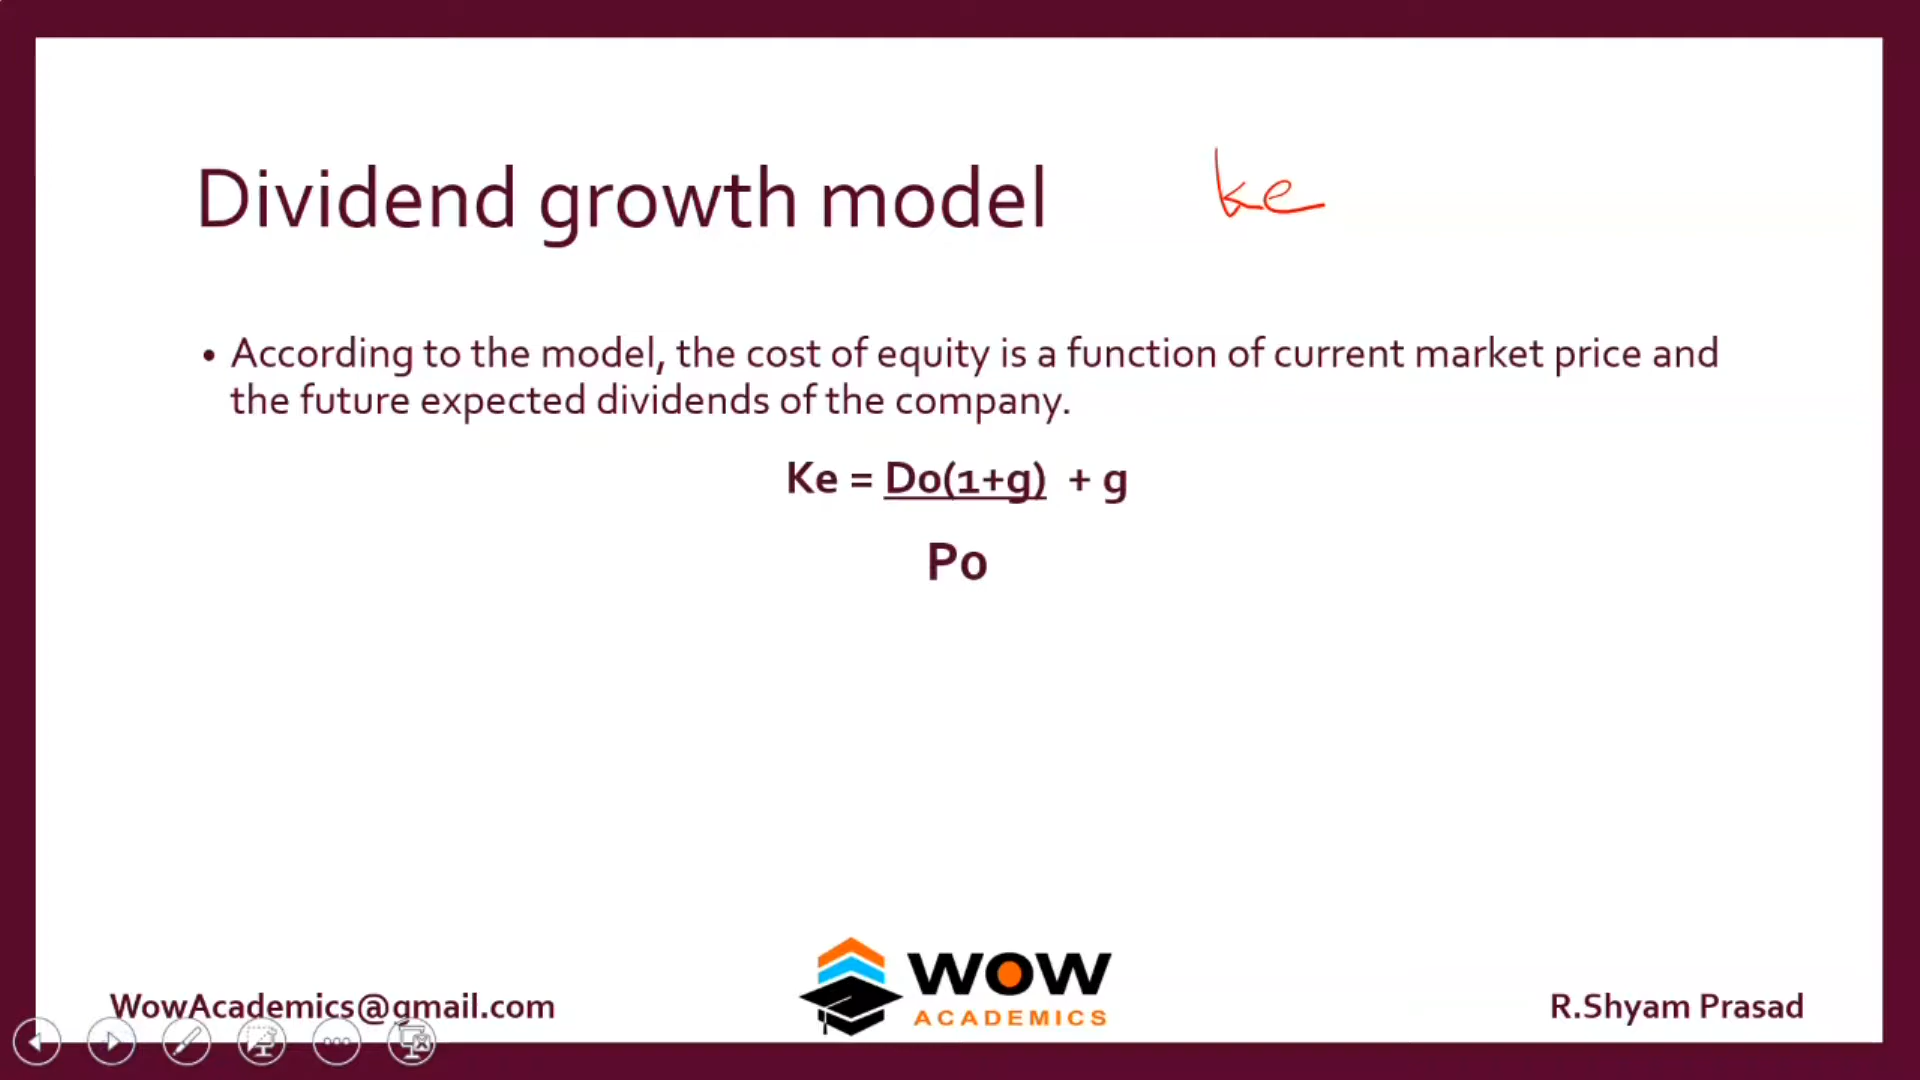 Dividend growth model
ke
• According to the model, the cost of equity is a function of current market price and
the future expected dividends of the company.
Ke = Do(1+g) + g
Po
WowAcademics@gmail.com
WOW
ACADEMICS
R.Shyam Prasad